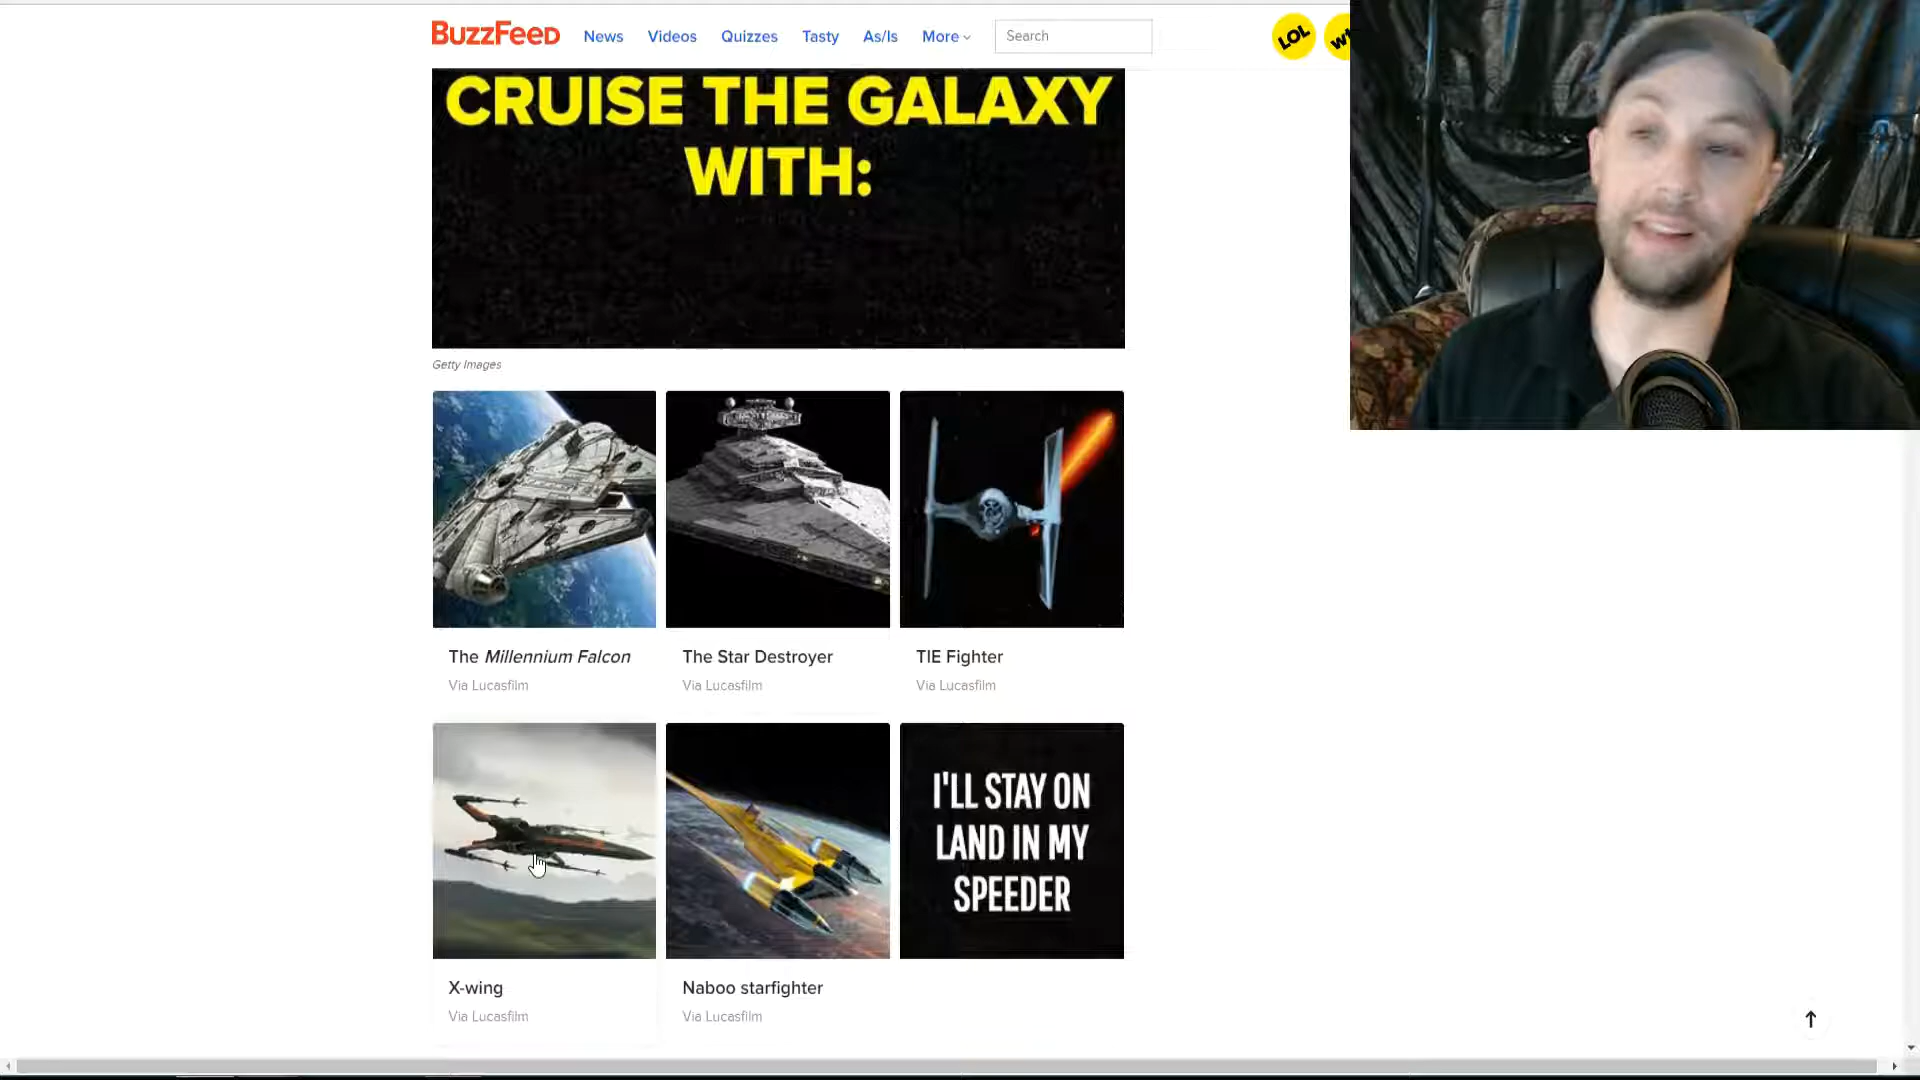 BuzzFeed
News
Videos
Quizzes
Tasty
As/Is
More
Search
LOL
CRUISE THE GALAXY
WITH:
Getty Images
The Millennium Falcon
Via Lucasfilm
The Star Destroyer
Via Lucasfilm
TIE Fighter
Via Lucasfilm
I'LL STAY ON
LAND IN MY
SPEEDER
X-wing
Via Lucasfilm
Naboo starfighter
Via Lucasfilm